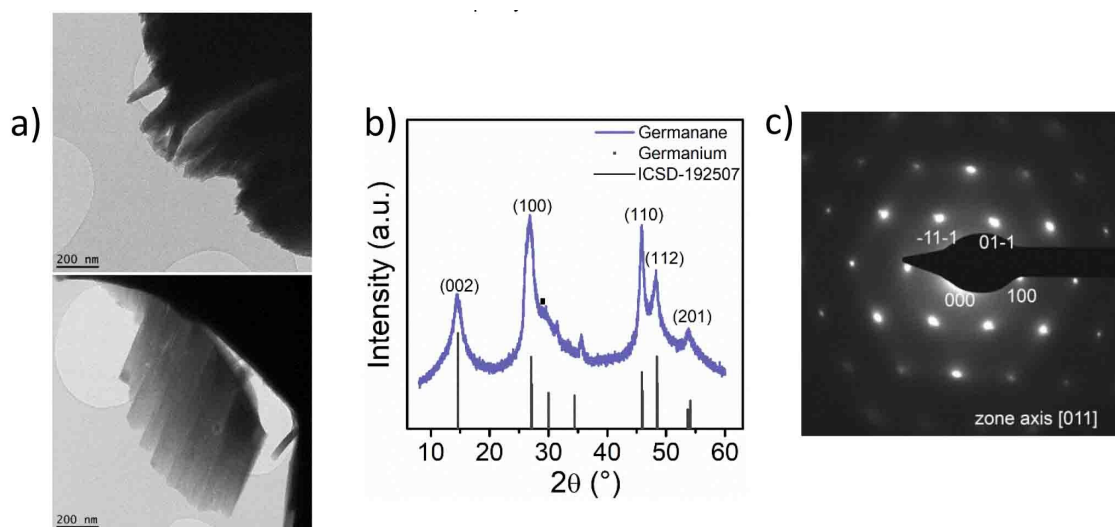 a)
200 nm
200 nm
b)
Germanane
Germanium
ICSD-192507
(002)
(100)
(110)
(112)
(201)
Intensity (a.u.)
10 20 30 40 50 60
2θ (°)
c)
-11-1
01-1
000
100
zone axis [011]